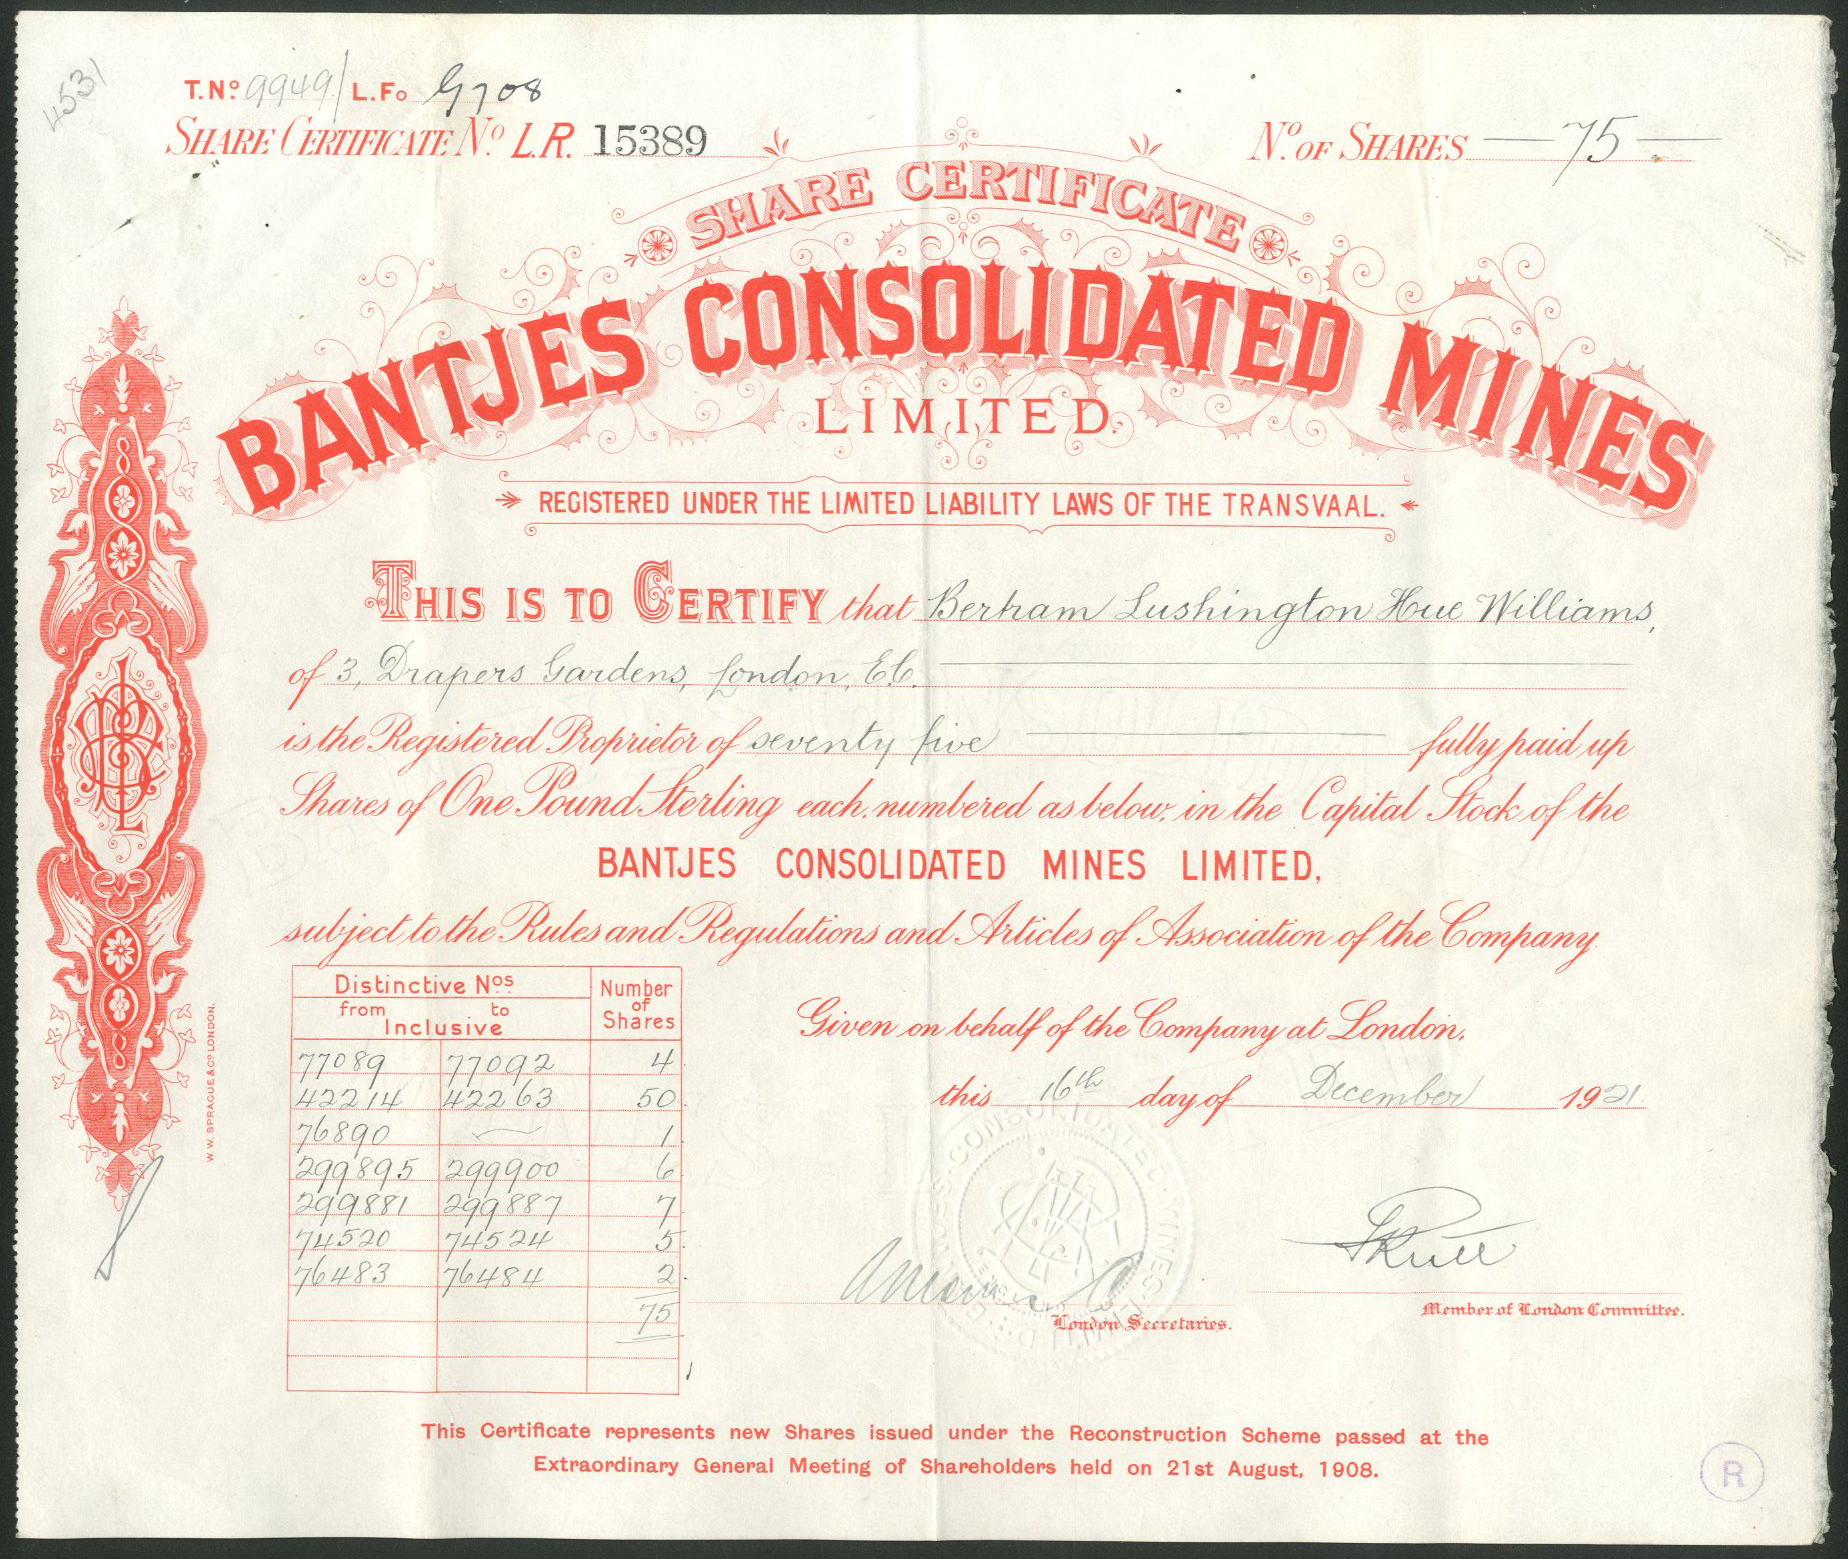 4531
T. Nº 9949/ L. Fo G708
SHARE CERTIFICATE Nº L.R. 15389
Nº OF SHARES 75
SHARE CERTIFICATE
BANTJES CONSOLIDATED MINES
LIMITED.
REGISTERED UNDER THE LIMITED LIABILITY LAWS OF THE TRANSVAAL.
THIS IS TO CERTIFY that Bertram Lushington Hue Williams,
of 3, Drapers Gardens, London, E.C.
is the Registered Proprietor of seventy five fully paid up
Shares of One Pound Sterling each, numbered as below, in the Capital Stock of the
BANTJES CONSOLIDATED MINES LIMITED,
subject to the Rules and Regulations and Articles of Association of the Company
Distinctive Nos. Number of Shares
from to
Inclusive
77089 77092 4
42214 42263 50
76890 1
299895 299900 6
299881 299887 7
74520 74524 5
76483 76484 2
75
Given on behalf of the Company at London,
this 16th day of December 1921
London Secretaries.
Member of London Committee.
This Certificate represents new Shares issued under the Reconstruction Scheme passed at the
Extraordinary General Meeting of Shareholders held on 21st August, 1908.
W. W. SPRAGUE & Cº LONDON.
R